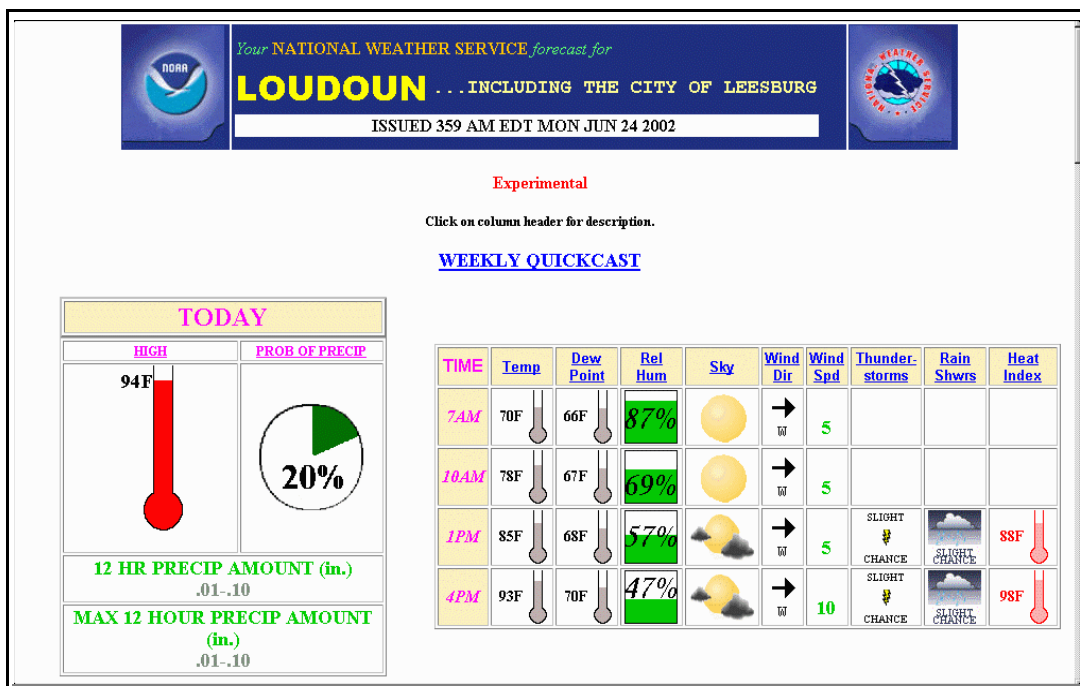 NOAA
Your NATIONAL WEATHER SERVICE forecast for
LOUDOUN ...INCLUDING THE CITY OF LEESBURG
ISSUED 359 AM EDT MON JUN 24 2002
NATIONAL WEATHER SERVICE
Experimental
Click on column header for description.
WEEKLY QUICKCAST
TODAY
HIGH PROB OF PRECIP
94F
20%
12 HR PRECIP AMOUNT (in.)
.01-.10
MAX 12 HOUR PRECIP AMOUNT
(in.)
.01-.10
TIME Temp Dew Point Rel Hum Sky Wind Dir Wind Spd Thunder-storms Rain Shwrs Heat Index
7AM 70F 66F 87% W 5
10AM 78F 67F 69% W 5
1PM 85F 68F 57% W 5 SLIGHT CHANCE SLIGHT CHANCE 88F
4PM 93F 70F 47% W 10 SLIGHT CHANCE SLIGHT CHANCE 98F